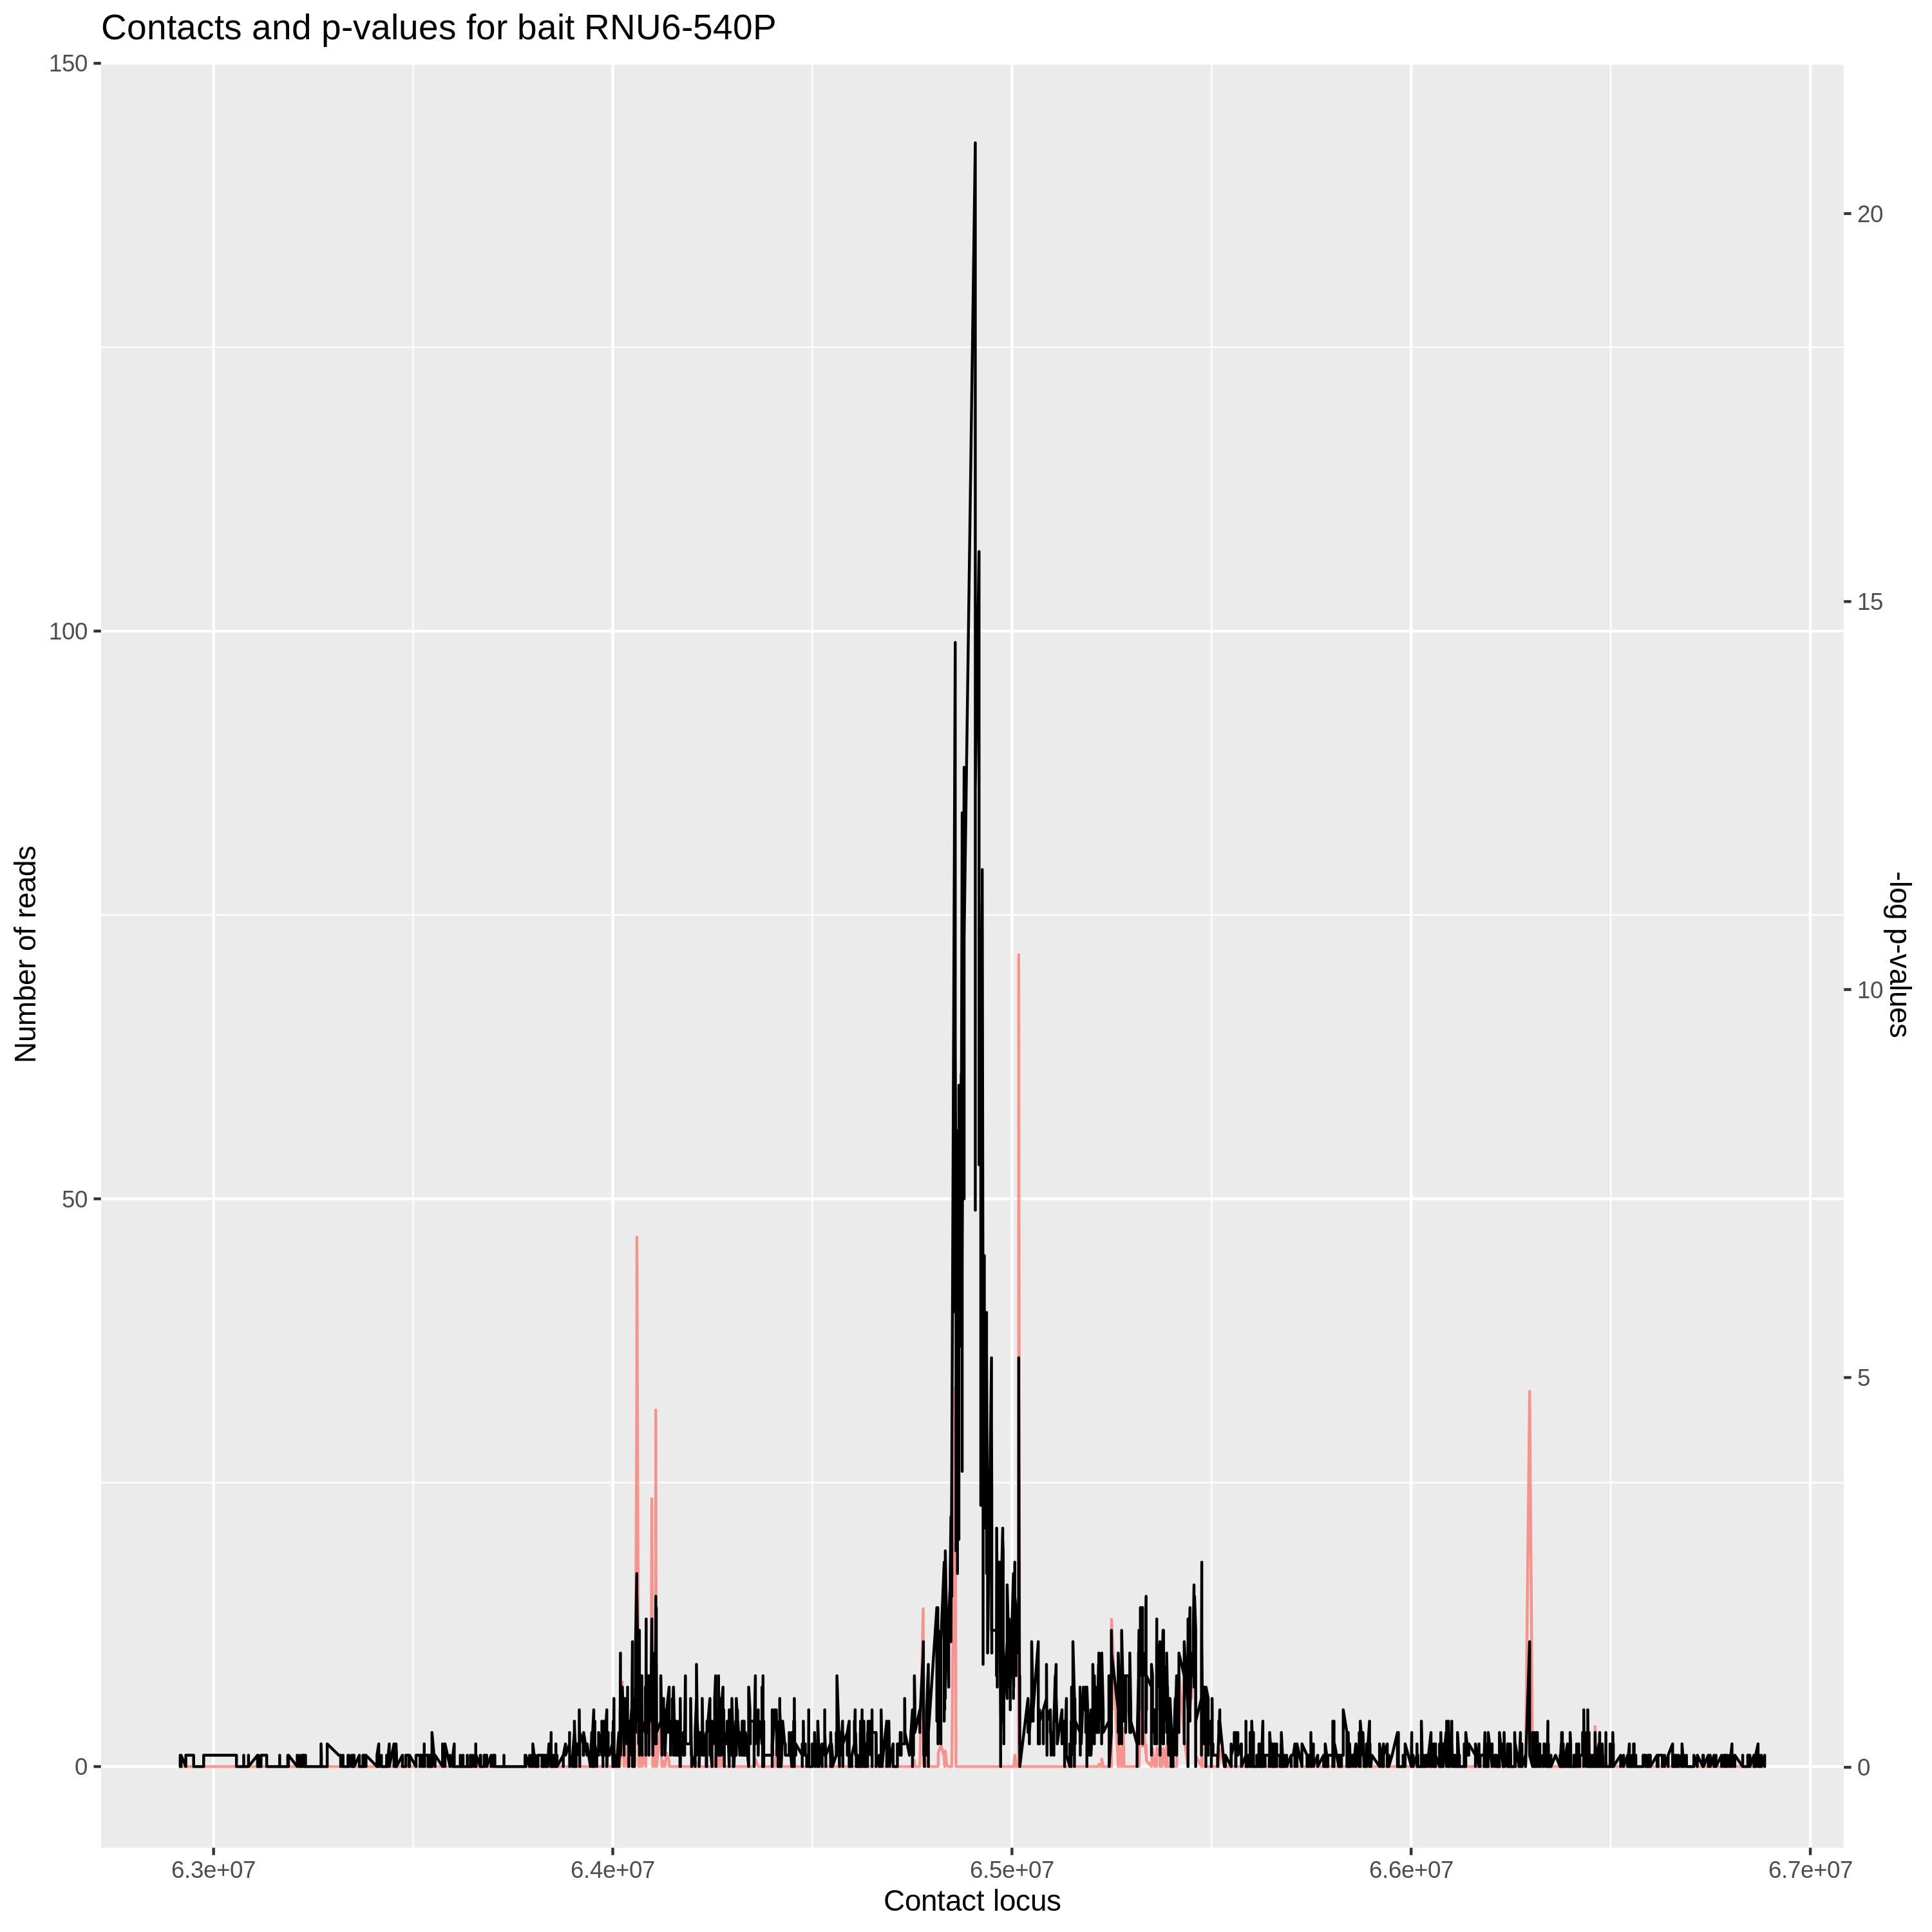 Contacts and p-values for bait RNU6-540P
150
100
50
0
Number of reads
20
15
10
5
0
-log p-values
6.3e+07
6.4e+07
6.5e+07
6.6e+07
6.7e+07
Contact locus